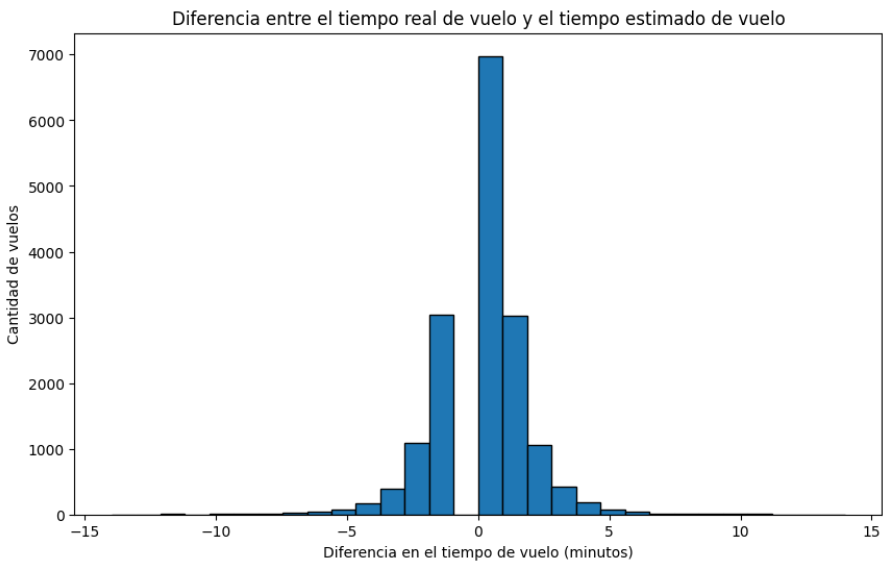 Diferencia entre el tiempo real de vuelo y el tiempo estimado de vuelo
7000
6000
5000
4000
3000
2000
1000
0
Cantidad de vuelos
−15 −10 −5 0 5 10 15
Diferencia en el tiempo de vuelo (minutos)